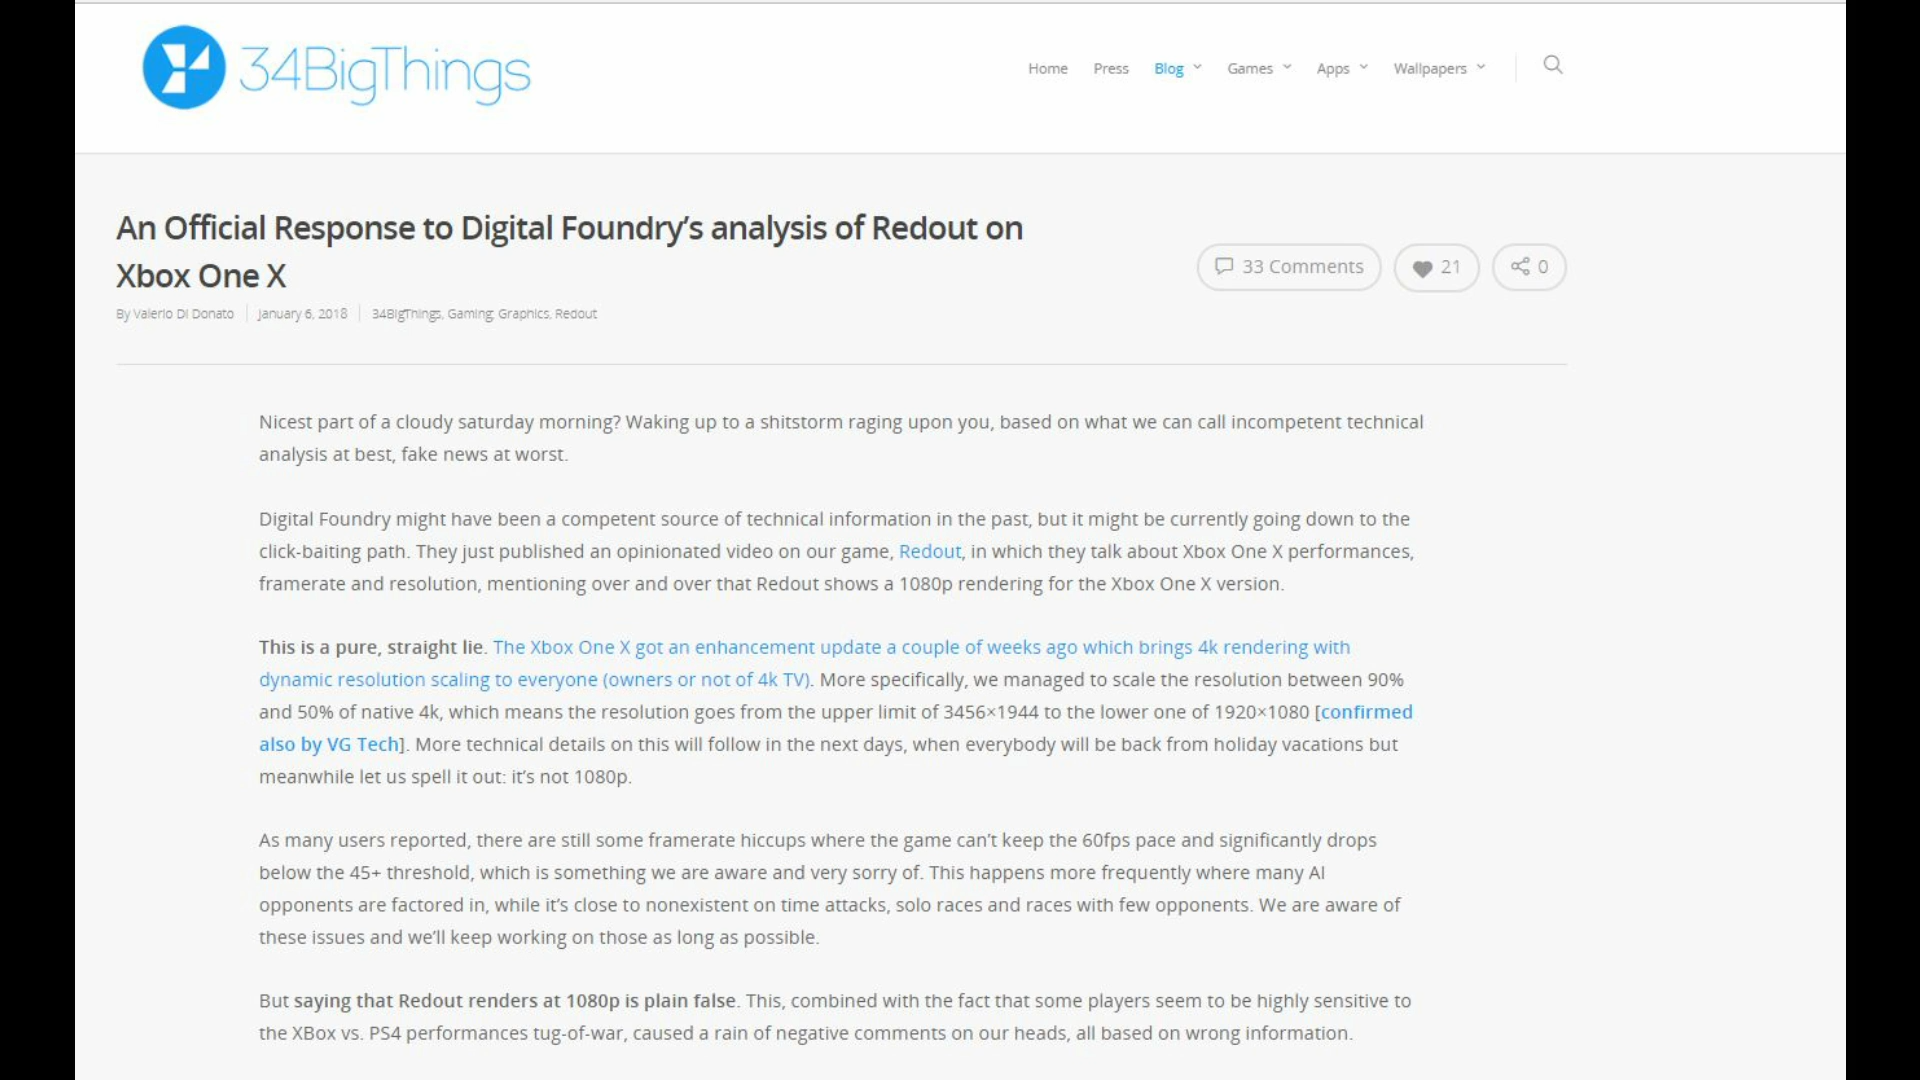 34BigThings
Home Press Blog Games Apps Wallpapers
An Official Response to Digital Foundry's analysis of Redout on
Xbox One X
33 Comments 21 0
By Valerio Di Donato January 6, 2018 34BigThings, Gaming, Graphics, Redout
Nicest part of a cloudy saturday morning? Waking up to a shitstorm raging upon you, based on what we can call incompetent technical
analysis at best, fake news at worst.
Digital Foundry might have been a competent source of technical information in the past, but it might be currently going down to the
click-baiting path. They just published an opinionated video on our game, Redout, in which they talk about Xbox One X performances,
framerate and resolution, mentioning over and over that Redout shows a 1080p rendering for the Xbox One X version.
This is a pure, straight lie. The Xbox One X got an enhancement update a couple of weeks ago which brings 4k rendering with
dynamic resolution scaling to everyone (owners or not of 4k TV). More specifically, we managed to scale the resolution between 90%
and 50% of native 4k, which means the resolution goes from the upper limit of 3456×1944 to the lower one of 1920×1080 [confirmed
also by VG Tech]. More technical details on this will follow in the next days, when everybody will be back from holiday vacations but
meanwhile let us spell it out: it's not 1080p.
As many users reported, there are still some framerate hiccups where the game can't keep the 60fps pace and significantly drops
below the 45+ threshold, which is something we are aware and very sorry of. This happens more frequently where many AI
opponents are factored in, while it's close to nonexistent on time attacks, solo races and races with few opponents. We are aware of
these issues and we'll keep working on those as long as possible.
But saying that Redout renders at 1080p is plain false. This, combined with the fact that some players seem to be highly sensitive to
the XBox vs. PS4 performances tug-of-war, caused a rain of negative comments on our heads, all based on wrong information.